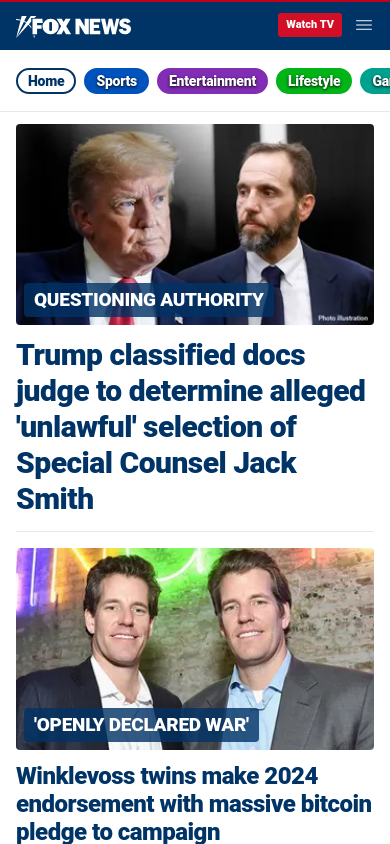 FOX NEWS
Watch TV
Home
Sports
Entertainment
Lifestyle
QUESTIONING AUTHORITY
Photo Illustration
Trump classified docs
judge to determine alleged
'unlawful' selection of
Special Counsel Jack
Smith
'OPENLY DECLARED WAR'
Winklevoss twins make 2024
endorsement with massive bitcoin
pledge to campaign